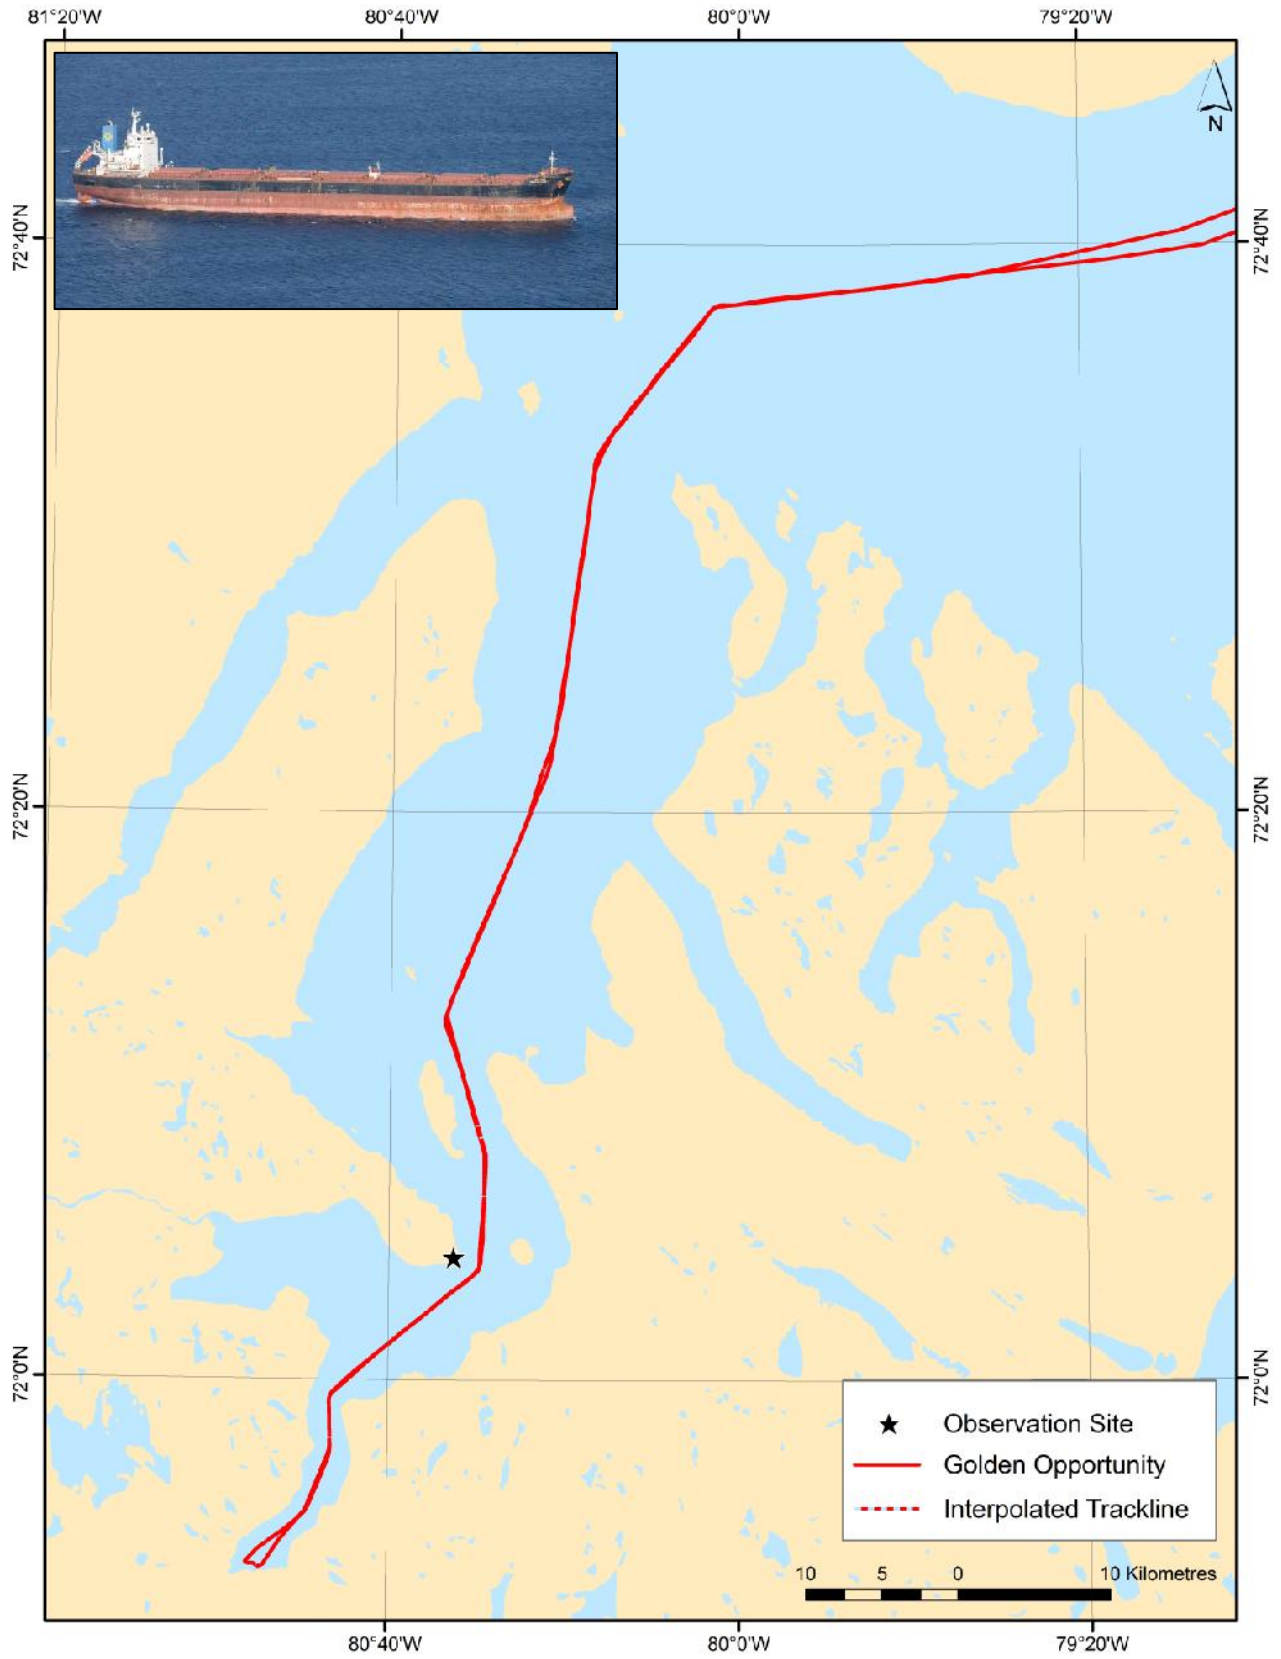 81°20'W 80°40'W 80°0'W 79°20'W
N
72°40'N 72°40'N
72°20'N 72°20'N
72°0'N 72°0'N
Observation Site
Golden Opportunity
Interpolated Trackline
10 5 0 10 Kilometres
80°40'W 80°0'W 79°20'W